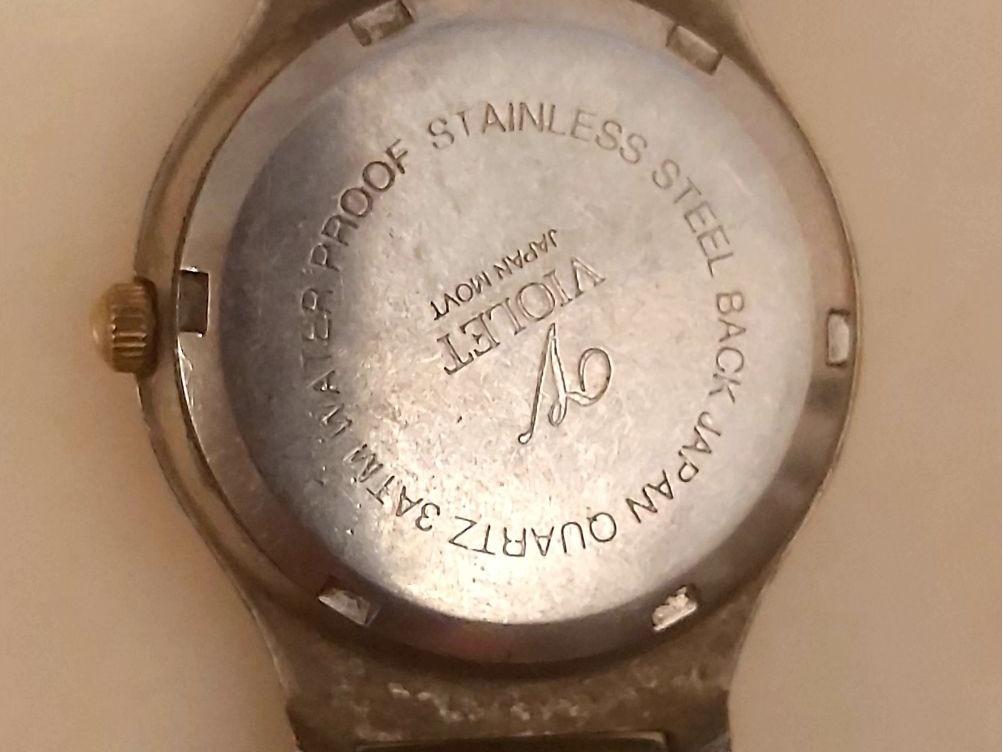 STAINLESS STEEL BACK JAPAN QUARTZ 3ATM WATER PROOF
V
VIOLET
JAPAN MOVT